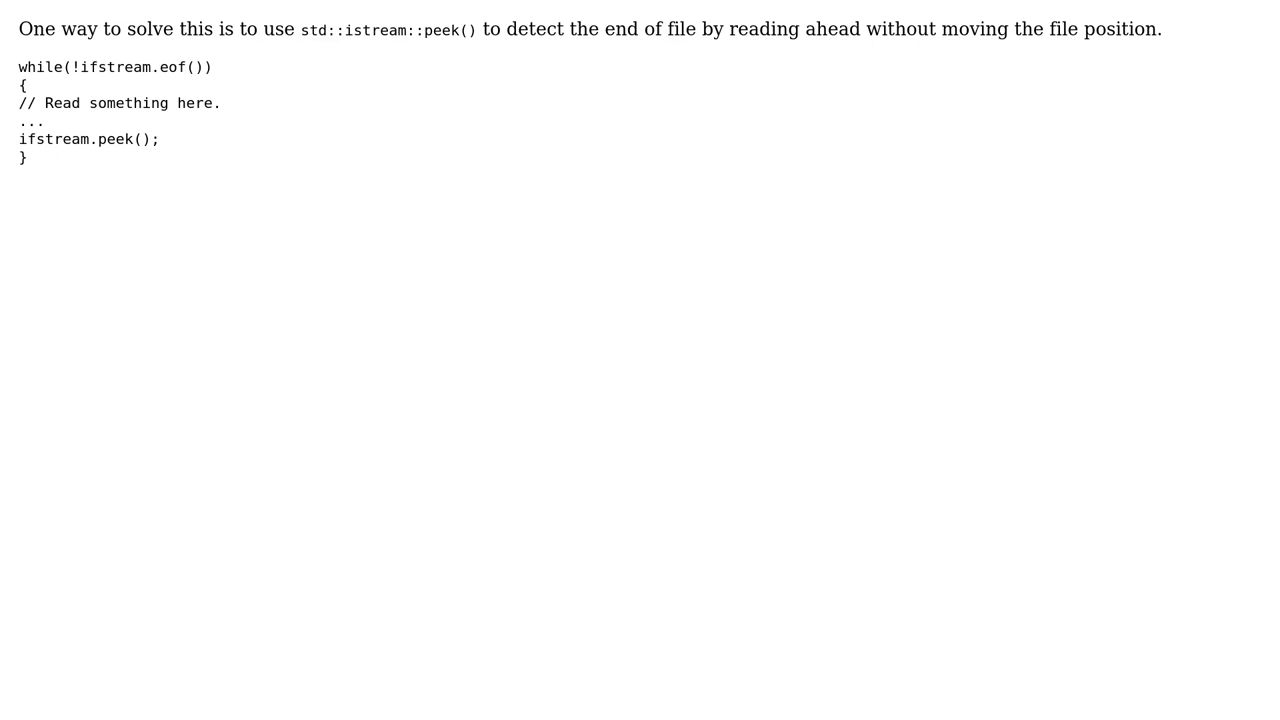 One way to solve this is to use std::istream::peek() to detect the end of file by reading ahead without moving the file position.
while(!ifstream.eof())
{
// Read something here.
...
ifstream.peek();
}